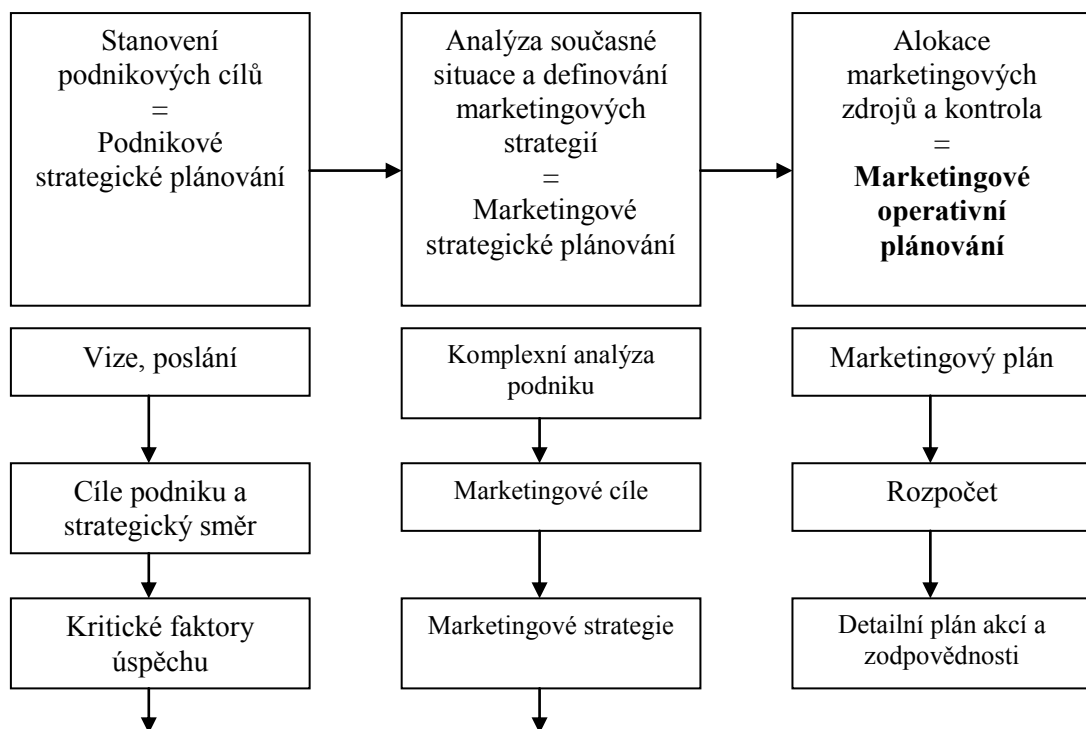 Stanovení
podnikových cílů
=
Podnikové
strategické plánování
Analýza současné
situace a definování
marketingových
strategií
=
Marketingové
strategické plánování
Alokace
marketingových
zdrojů a kontrola
=
Marketingové
operativní
plánování
Vize, poslání
Komplexní analýza
podniku
Marketingový plán
Cíle podniku a
strategický směr
Marketingové cíle
Rozpočet
Kritické faktory
úspěchu
Marketingové strategie
Detailní plán akcí a
zodpovědnosti